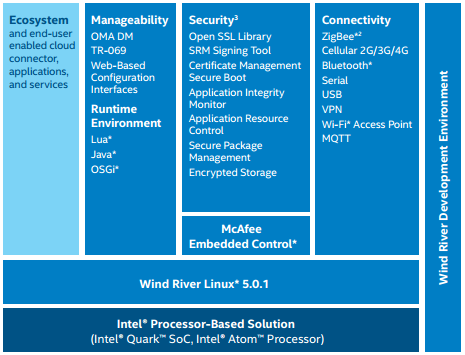 Ecosystem
and end-user
enabled cloud
connector,
applications,
and services
Manageability
OMA DM
TR-069
Web-Based
Configuration
Interfaces
Runtime
Environment
Lua*
Java*
OSGi*
Security³
Open SSL Library
SRM Signing Tool
Certificate Management
Secure Boot
Application Integrity
Monitor
Application Resource
Control
Secure Package
Management
Encrypted Storage
McAfee
Embedded Control*
Connectivity
ZigBee*²
Cellular 2G/3G/4G
Bluetooth*
Serial
USB
VPN
Wi-Fi* Access Point
MQTT
Wind River Development Environment
Wind River Linux* 5.0.1
Intel® Processor-Based Solution
(Intel® Quark™ SoC, Intel® Atom™ Processor)